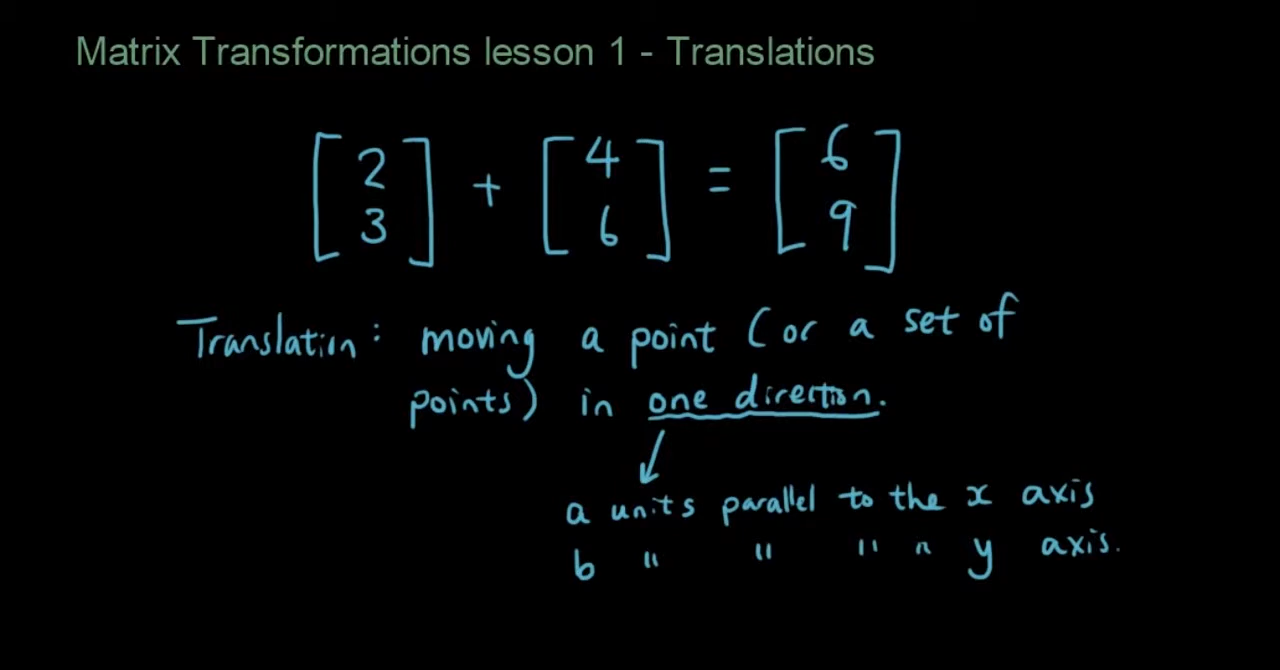 Matrix Transformations lesson 1 - Translations
[2 3] + [4 6] = [6 9]
Translation: moving a point (or a set of
points) in one direction.
a units parallel to the x axis
b " " " " y axis.